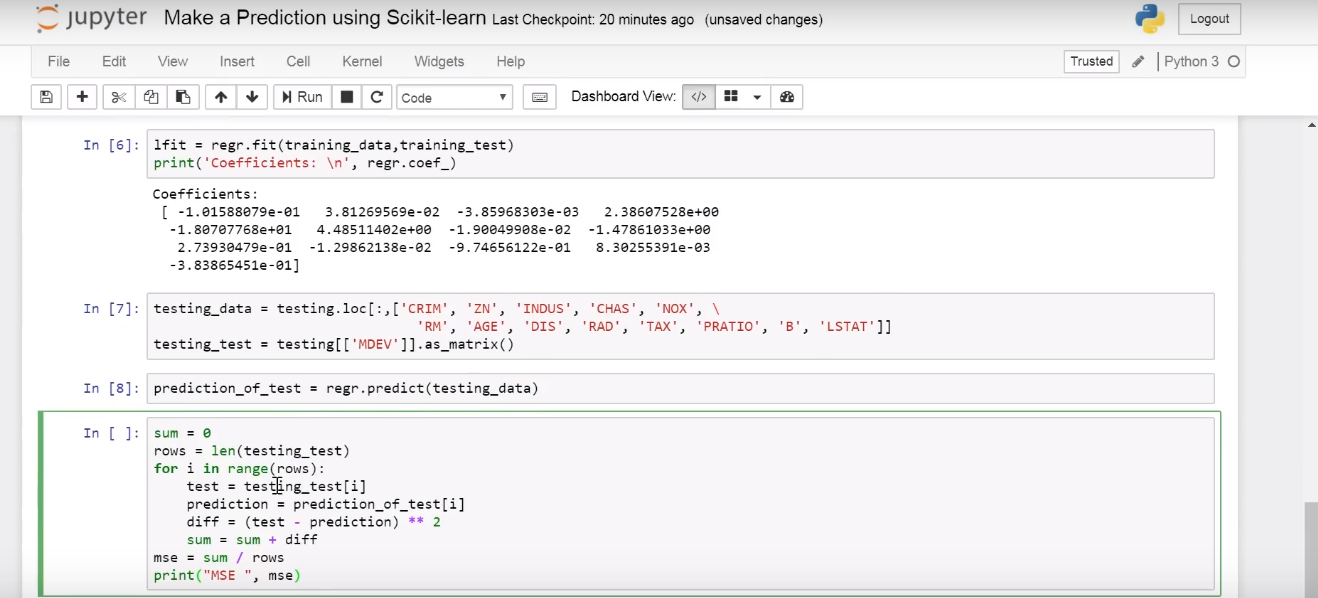 jupyter Make a Prediction using Scikit-learn Last Checkpoint: 20 minutes ago (unsaved changes) Logout
File Edit View Insert Cell Kernel Widgets Help Trusted Python 3
Run Code Dashboard View:
In [6]: lfit = regr.fit(training_data,training_test)
print('Coefficients: \n', regr.coef_)
Coefficients:
[ -1.01588079e-01 3.81269569e-02 -3.85968303e-03 2.38607528e+00
-1.80707768e+01 4.48511402e+00 -1.90049908e-02 -1.47861033e+00
2.73930479e-01 -1.29862138e-02 -9.74656122e-01 8.30255391e-03
-3.83865451e-01]
In [7]: testing_data = testing.loc[:,['CRIM', 'ZN', 'INDUS', 'CHAS', 'NOX', \
'RM', 'AGE', 'DIS', 'RAD', 'TAX', 'PRATIO', 'B', 'LSTAT']]
testing_test = testing[['MDEV']].as_matrix()
In [8]: prediction_of_test = regr.predict(testing_data)
In [ ]: sum = 0
rows = len(testing_test)
for i in range(rows):
test = testing_test[i]
prediction = prediction_of_test[i]
diff = (test - prediction) ** 2
sum = sum + diff
mse = sum / rows
print("MSE ", mse)